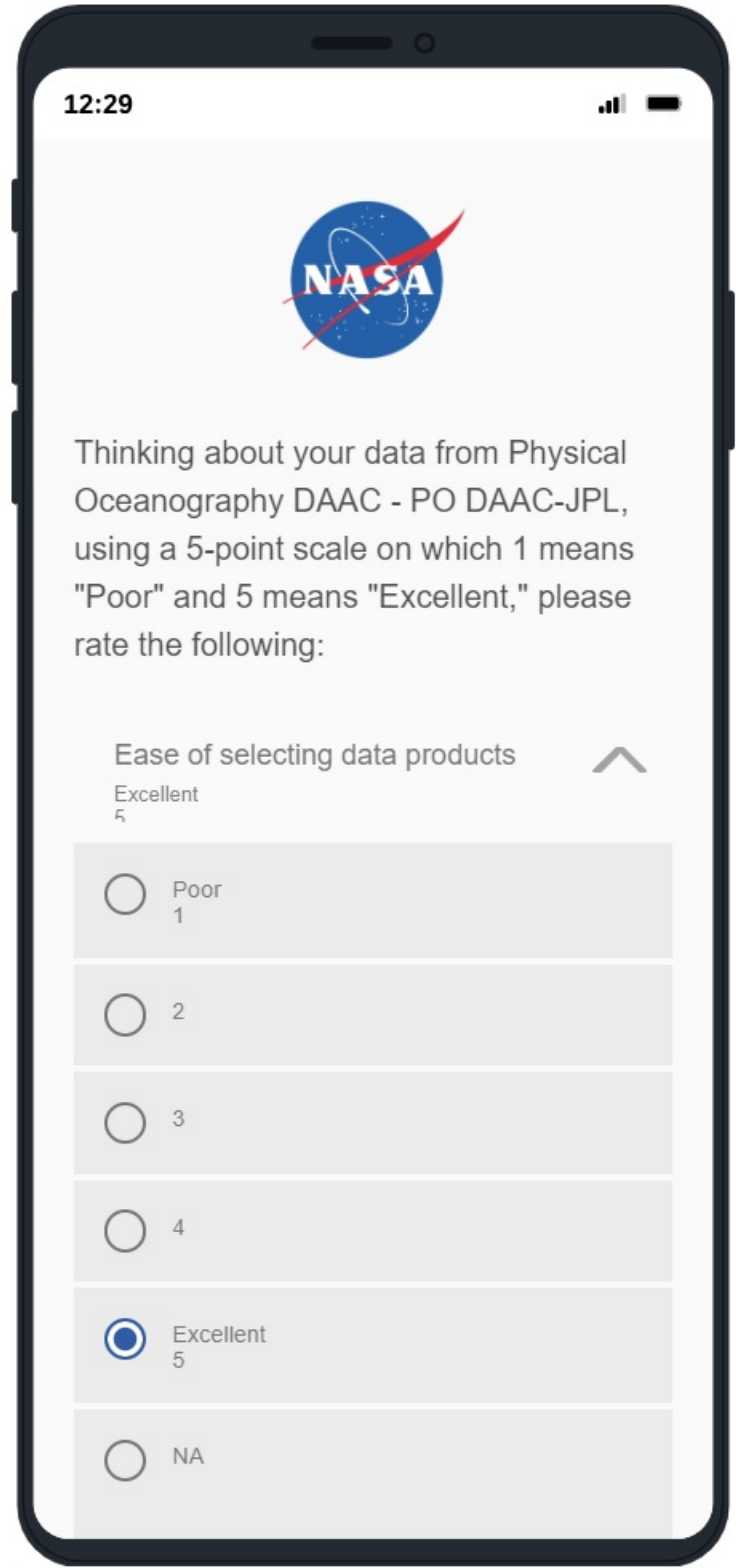 12:29
NASA
Thinking about your data from Physical
Oceanography DAAC - PO DAAC-JPL,
using a 5-point scale on which 1 means
"Poor" and 5 means "Excellent," please
rate the following:
Ease of selecting data products
Excellent
5
Poor
1
2
3
4
Excellent
5
NA